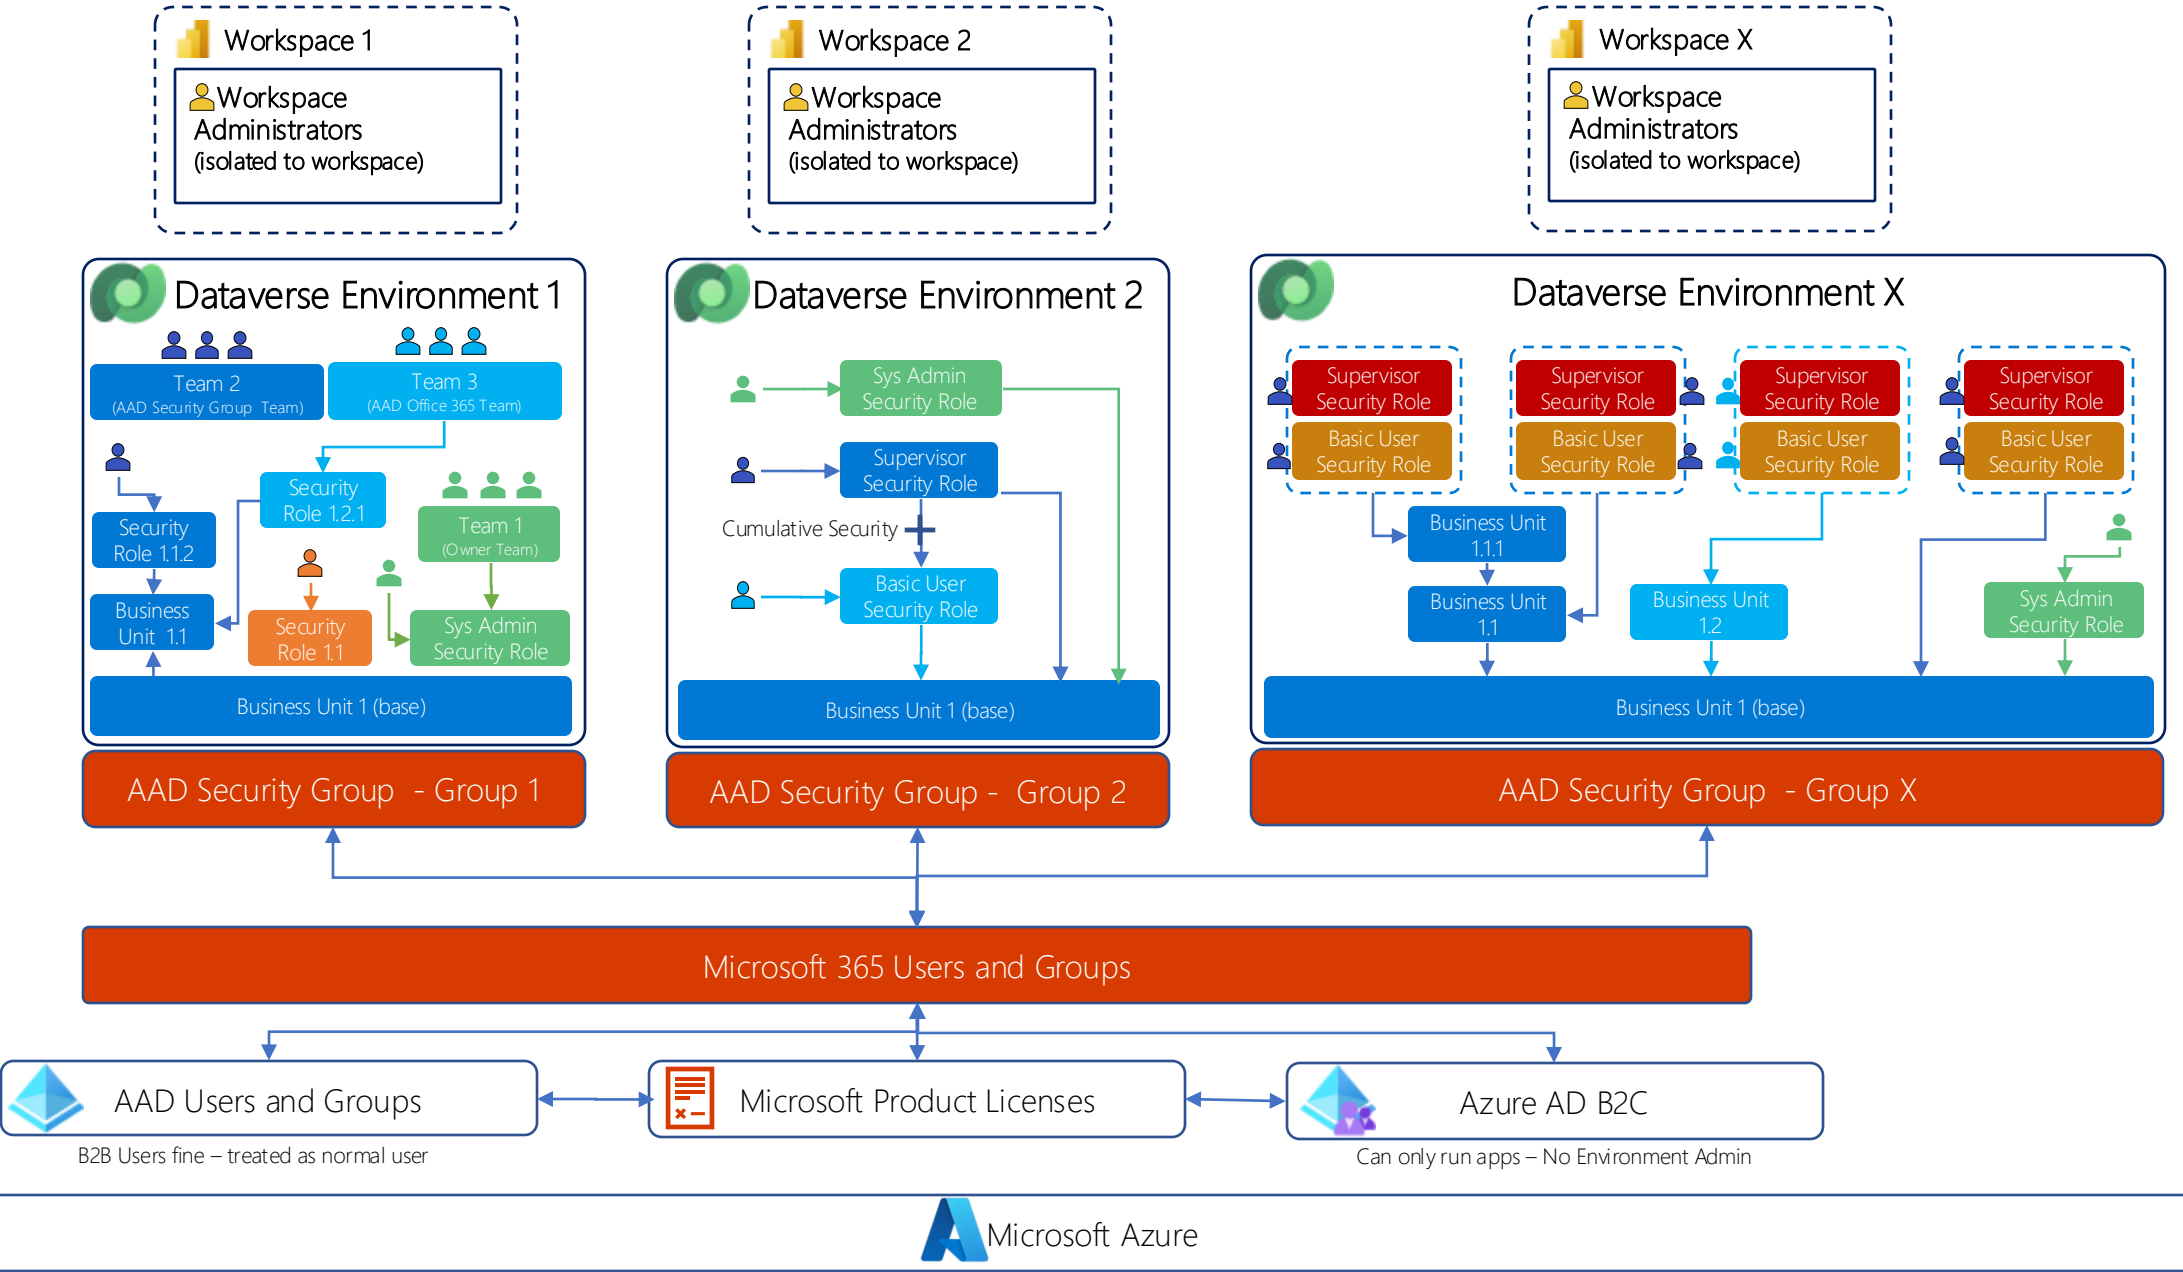 Workspace 1
Workspace
Administrators
(isolated to workspace)
Workspace 2
Workspace
Administrators
(isolated to workspace)
Workspace X
Workspace
Administrators
(isolated to workspace)
Dataverse Environment 1
Team 2
(AAD Security Group Team)
Team 3
(AAD Office 365 Team)
Security
Role 1.2.1
Security
Role 1.1.2
Team 1
(Owner Team)
Business
Unit 1.1
Security
Role 1.1
Sys Admin
Security Role
Business Unit 1 (base)
Dataverse Environment 2
Sys Admin
Security Role
Supervisor
Security Role
Cumulative Security
Basic User
Security Role
Business Unit 1 (base)
Dataverse Environment X
Supervisor
Security Role
Basic User
Security Role
Supervisor
Security Role
Basic User
Security Role
Supervisor
Security Role
Basic User
Security Role
Supervisor
Security Role
Basic User
Security Role
Business Unit
1.1.1
Business Unit
1.1
Business Unit
1.2
Sys Admin
Security Role
Business Unit 1 (base)
AAD Security Group - Group 1
AAD Security Group - Group 2
AAD Security Group - Group X
Microsoft 365 Users and Groups
AAD Users and Groups
Microsoft Product Licenses
Azure AD B2C
B2B Users fine – treated as normal user
Can only run apps – No Environment Admin
Microsoft Azure